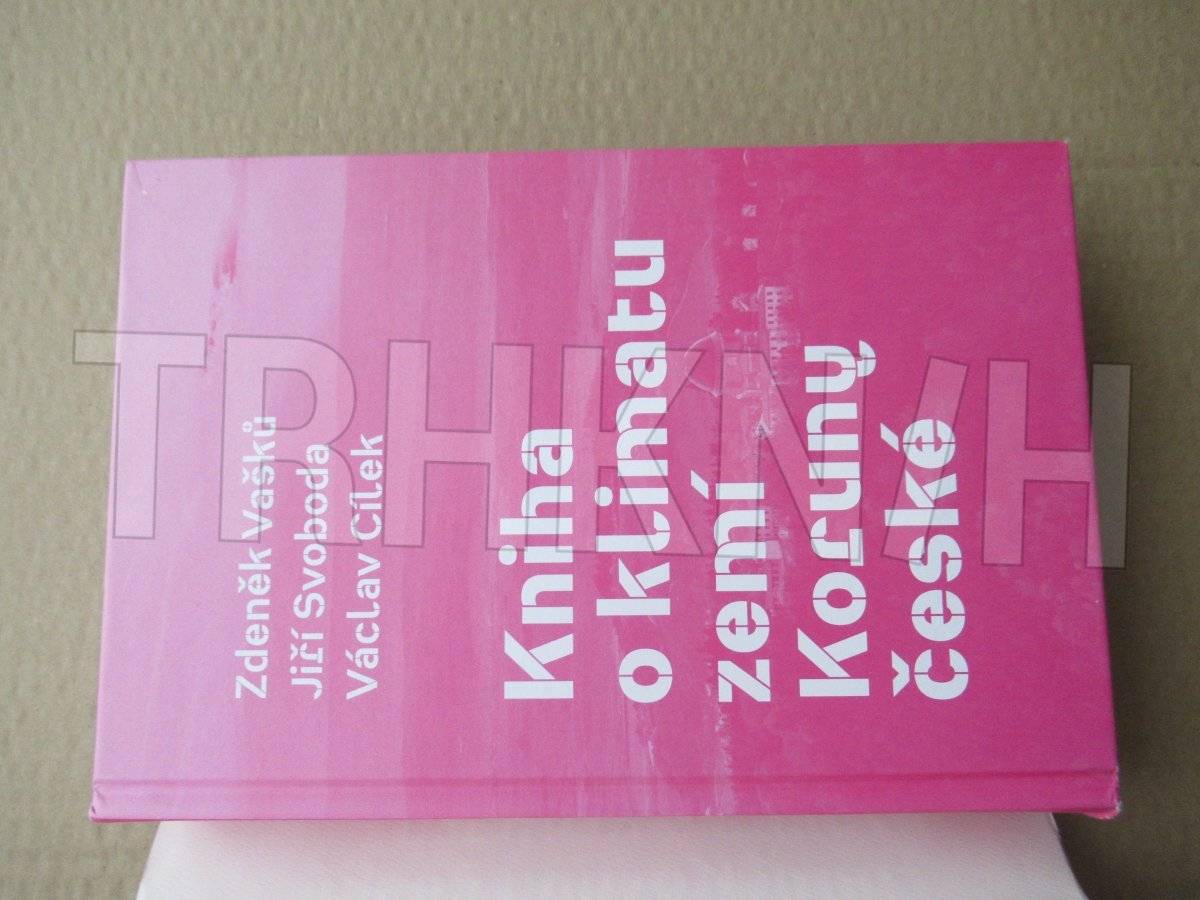 Zdeněk Vašků
Jiří Svoboda
Václav Cílek
Kniha
o klimatu
zemí
Koruny
české
TRHKNIH